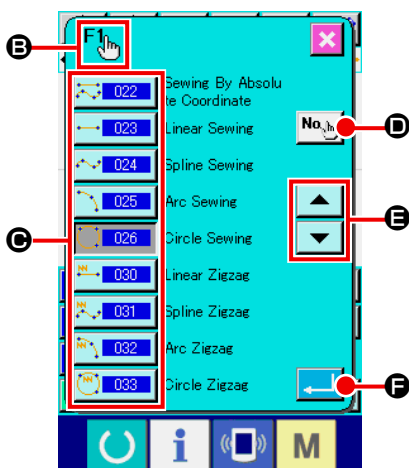 B
F1
C
022 Sewing By Absolu
te Coordinate
023 Linear Sewing
No.
D
024 Spline Sewing
025 Arc Sewing
E
026 Circle Sewing
030 Linear Zigzag
031 Spline Zigzag
032 Arc Zigzag
033 Circle Zigzag
F
i
M